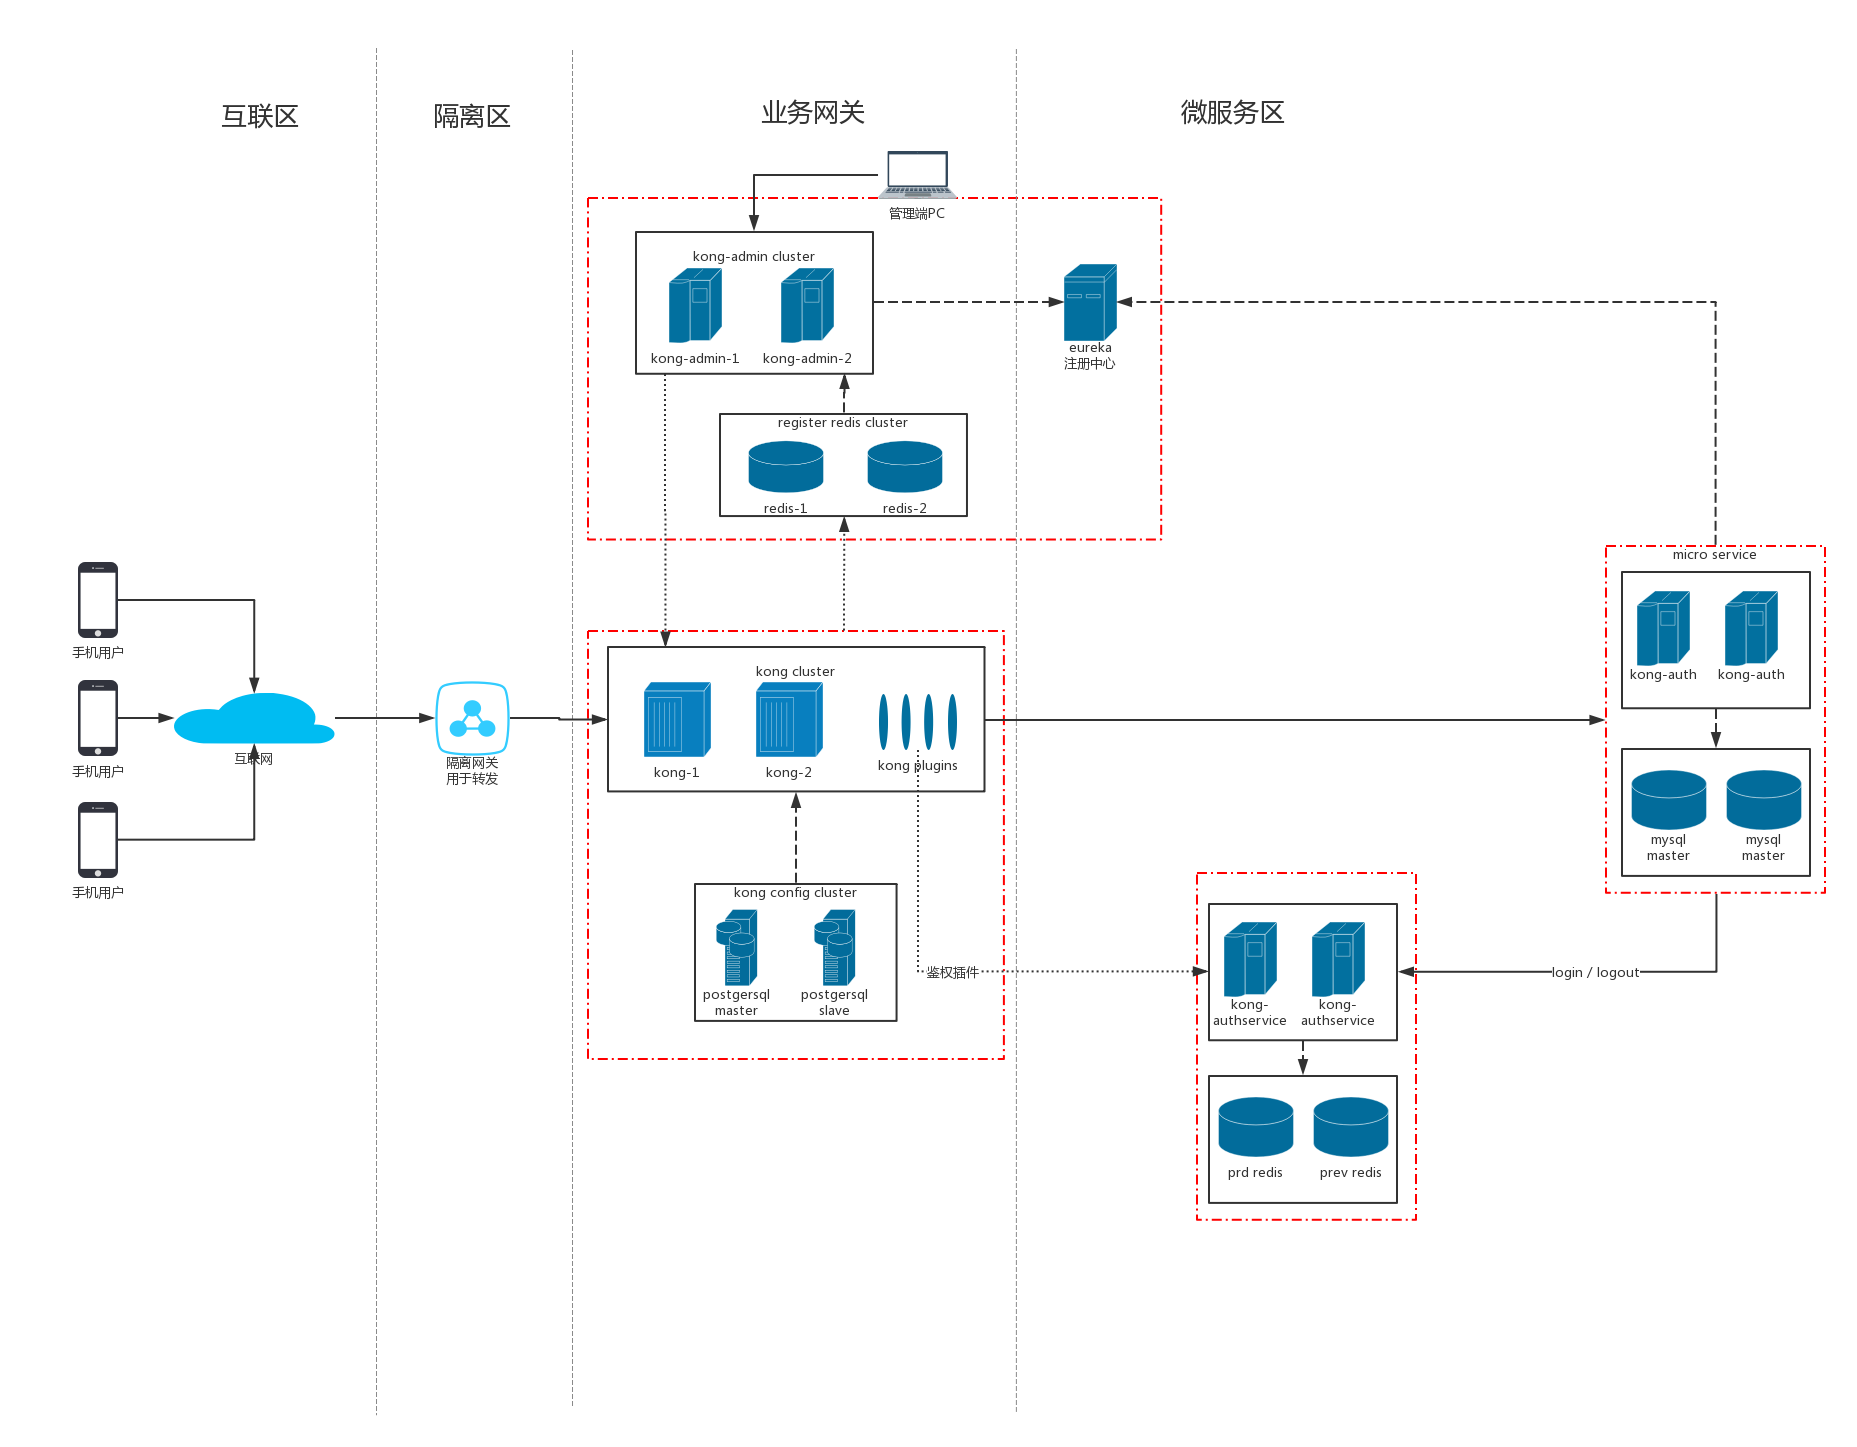 互联区
隔离区
业务网关
微服务区
管理端PC
kong-admin cluster
kong-admin-1
kong-admin-2
eureka
注册中心
register redis cluster
redis-1
redis-2
手机用户
手机用户
手机用户
互联网
隔离网关
用于转发
kong cluster
kong-1
kong-2
kong plugins
kong config cluster
postgersql
master
postgersql
slave
鉴权插件
micro service
kong-auth
kong-auth
mysql
master
mysql
master
login / logout
kong-
authservice
kong-
authservice
prd redis
prev redis